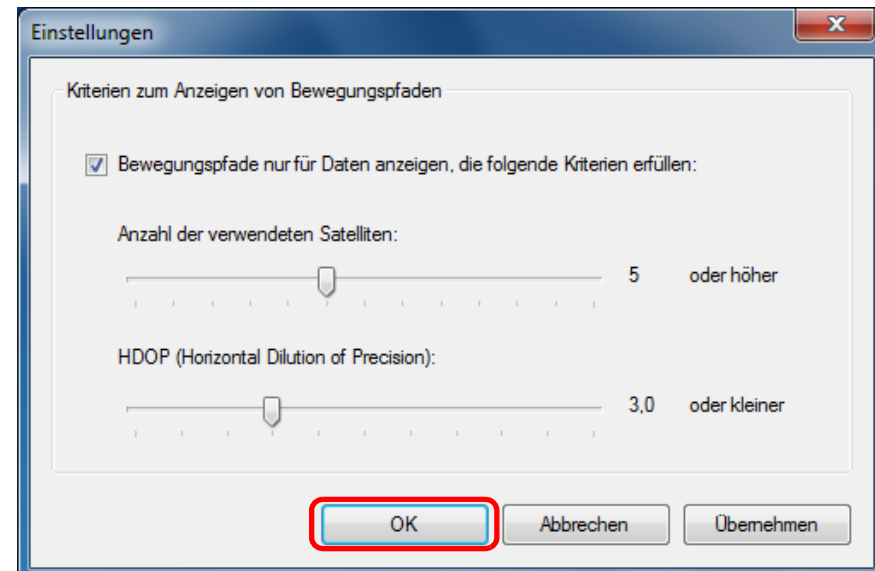 Einstellungen
Kriterien zum Anzeigen von Bewegungspfaden
Bewegungspfade nur für Daten anzeigen, die folgende Kriterien erfüllen:
Anzahl der verwendeten Satelliten:
5 oder höher
HDOP (Horizontal Dilution of Precision):
3,0 oder kleiner
OK Abbrechen Übernehmen